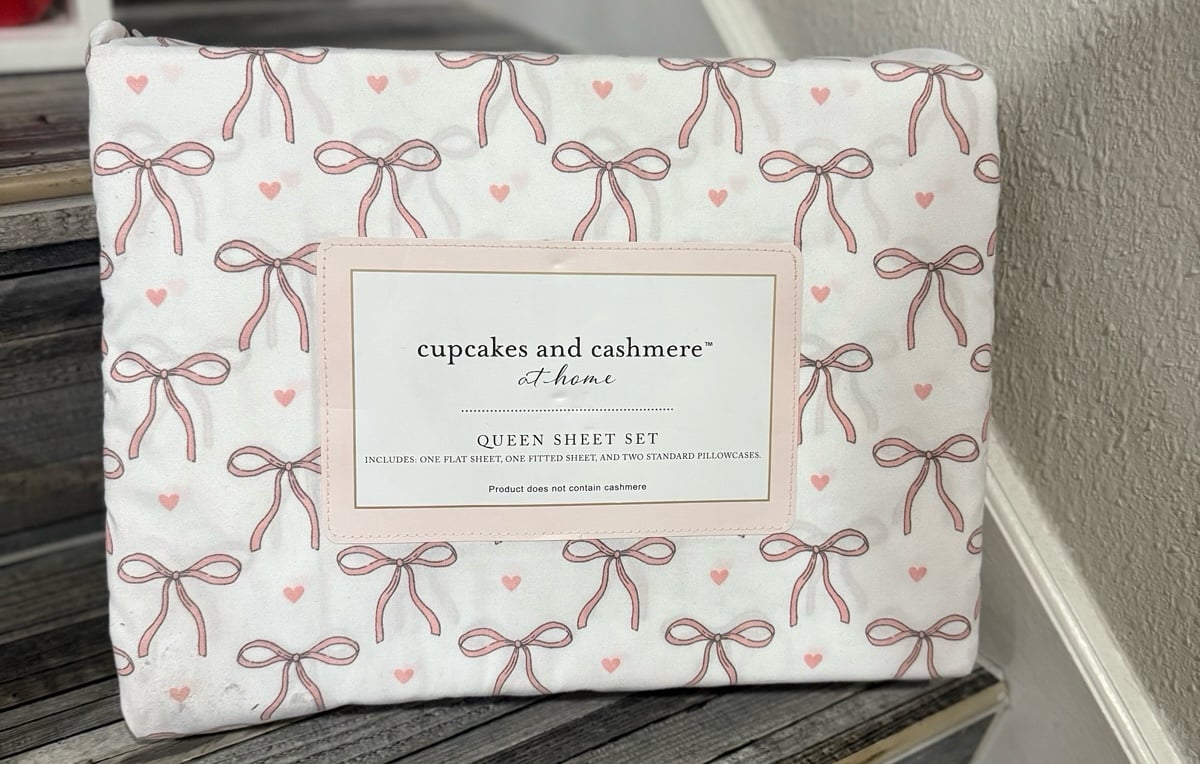 cupcakes and cashmere™
at home
QUEEN SHEET SET
INCLUDES: ONE FLAT SHEET, ONE FITTED SHEET, AND TWO STANDARD PILLOWCASES.
Product does not contain cashmere